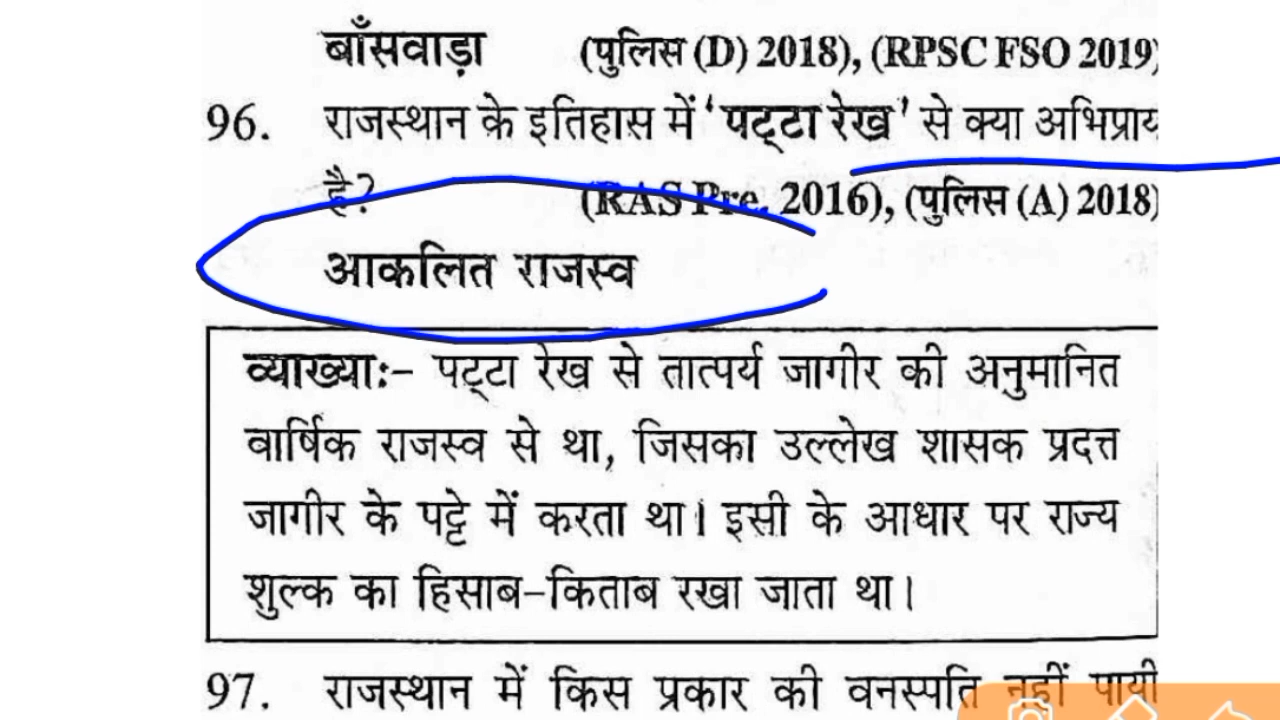 बाँसवाड़ा (पुलिस (D) 2018), (RPSC FSO 2019)
96. राजस्थान के इतिहास में 'पट्टा रेख' से क्या अभिप्राय
है? (RAS Pre. 2016), (पुलिस (A) 2018)
आकलित राजस्व
व्याख्याः- पट्टा रेख से तात्पर्य जागीर की अनुमानित
वार्षिक राजस्व से था, जिसका उल्लेख शासक प्रदत्त
जागीर के पट्टे में करता था। इसी के आधार पर राज्य
शुल्क का हिसाब-किताब रखा जाता था।
97. राजस्थान में किस प्रकार की वनस्पति नहीं पायी